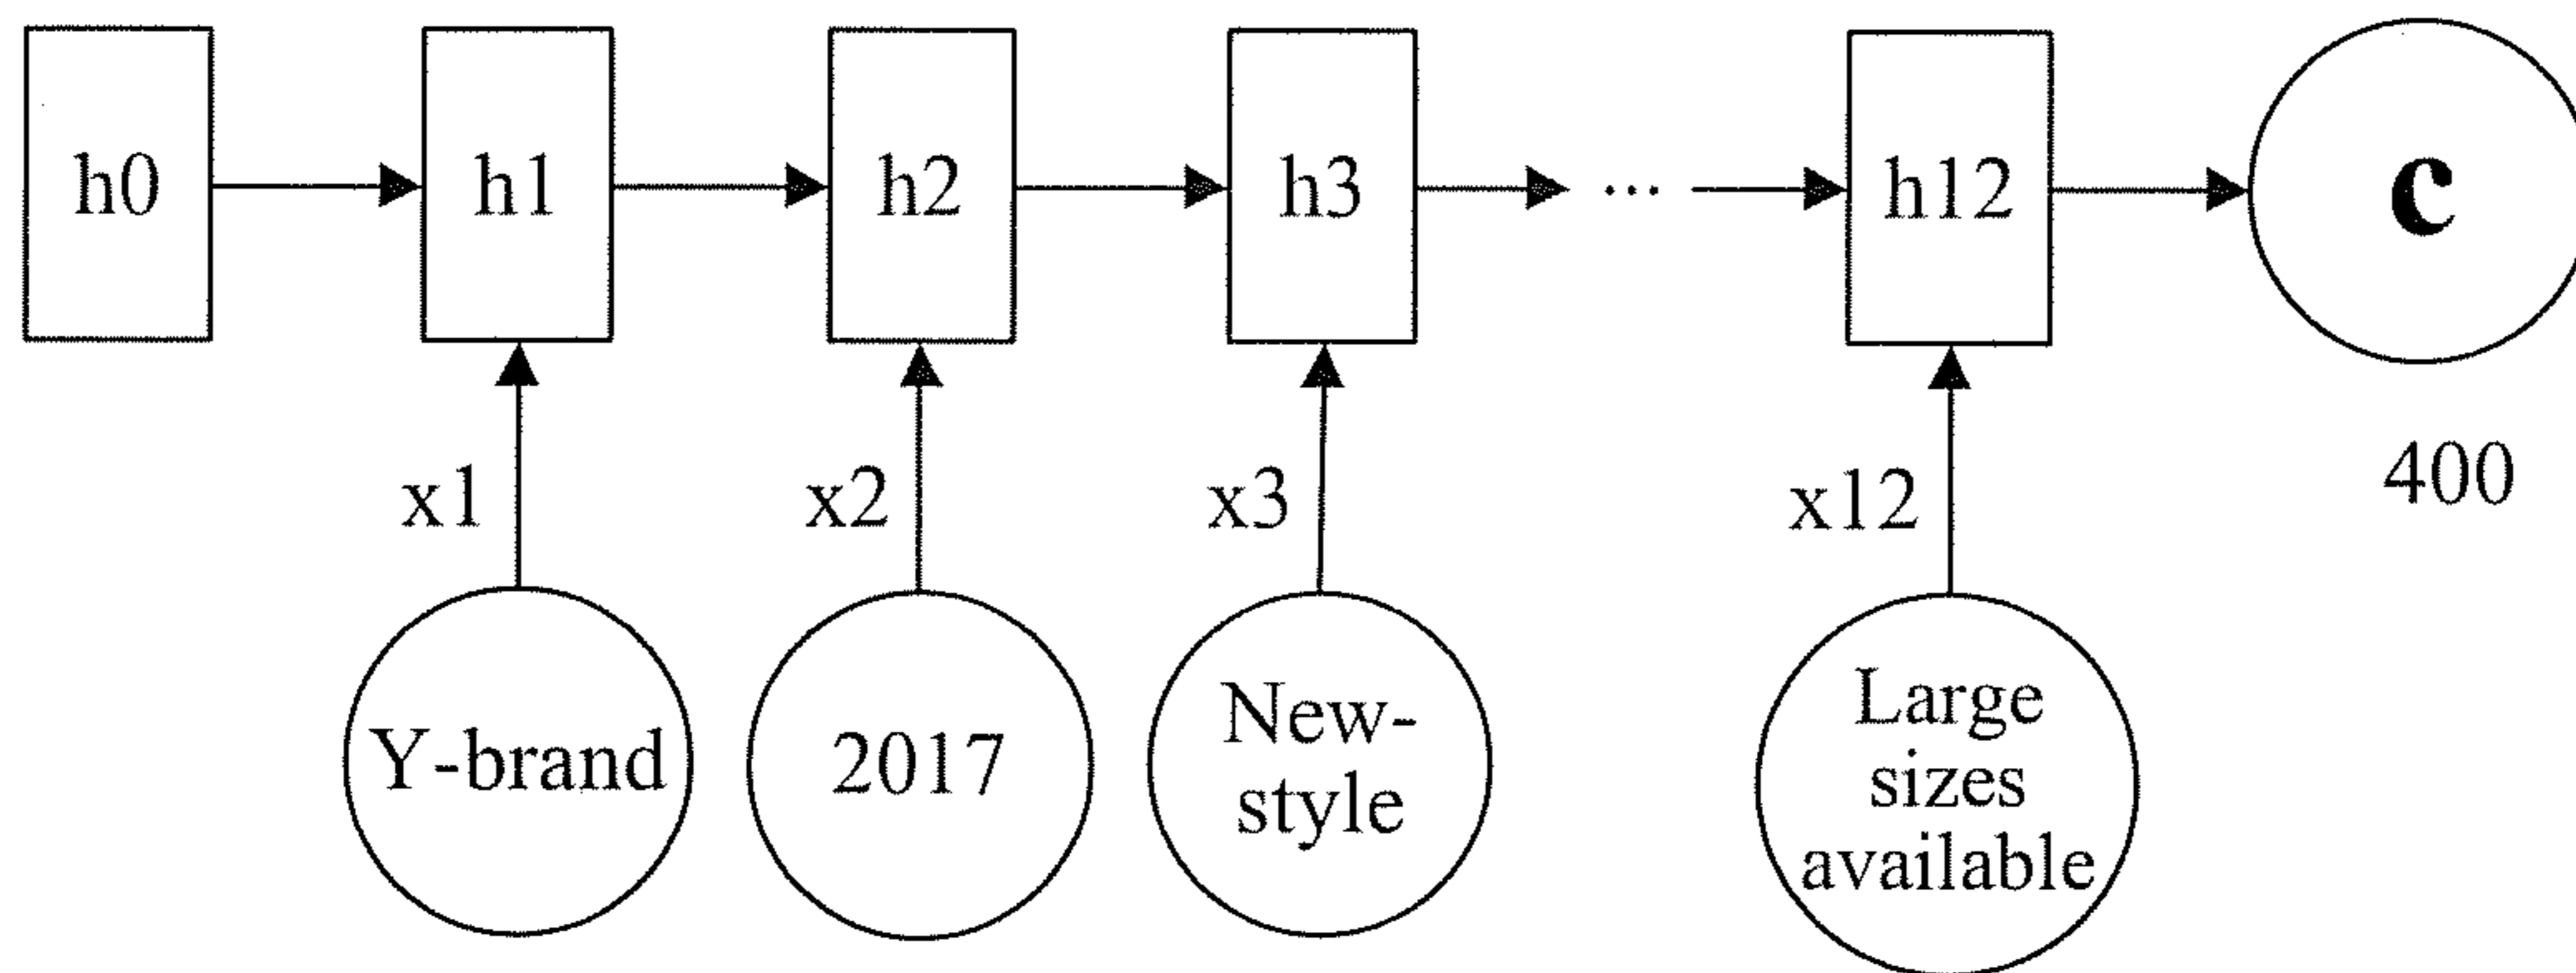 h0 h1 h2 h3 ... h12 c
x1 x2 x3 x12 400
Y-brand
2017
New-
style
Large
sizes
available